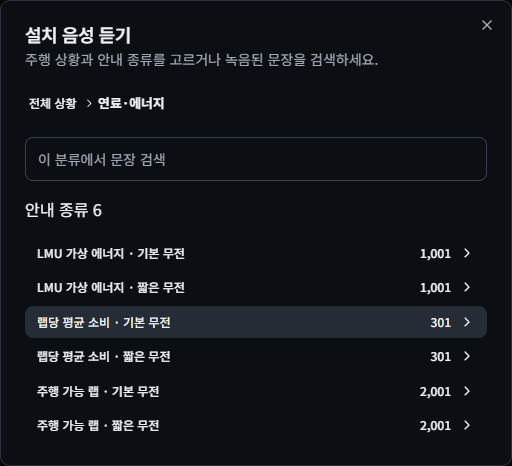 설치 음성 듣기
주행 상황과 안내 종류를 고르거나 녹음된 문장을 검색하세요.
전체 상황 > 연료·에너지
이 분류에서 문장 검색
안내 종류 6
LMU 가상 에너지 · 기본 무전 1,001 >
LMU 가상 에너지 · 짧은 무전 1,001 >
랩당 평균 소비 · 기본 무전 301 >
랩당 평균 소비 · 짧은 무전 301 >
주행 가능 랩 · 기본 무전 2,001 >
주행 가능 랩 · 짧은 무전 2,001 >